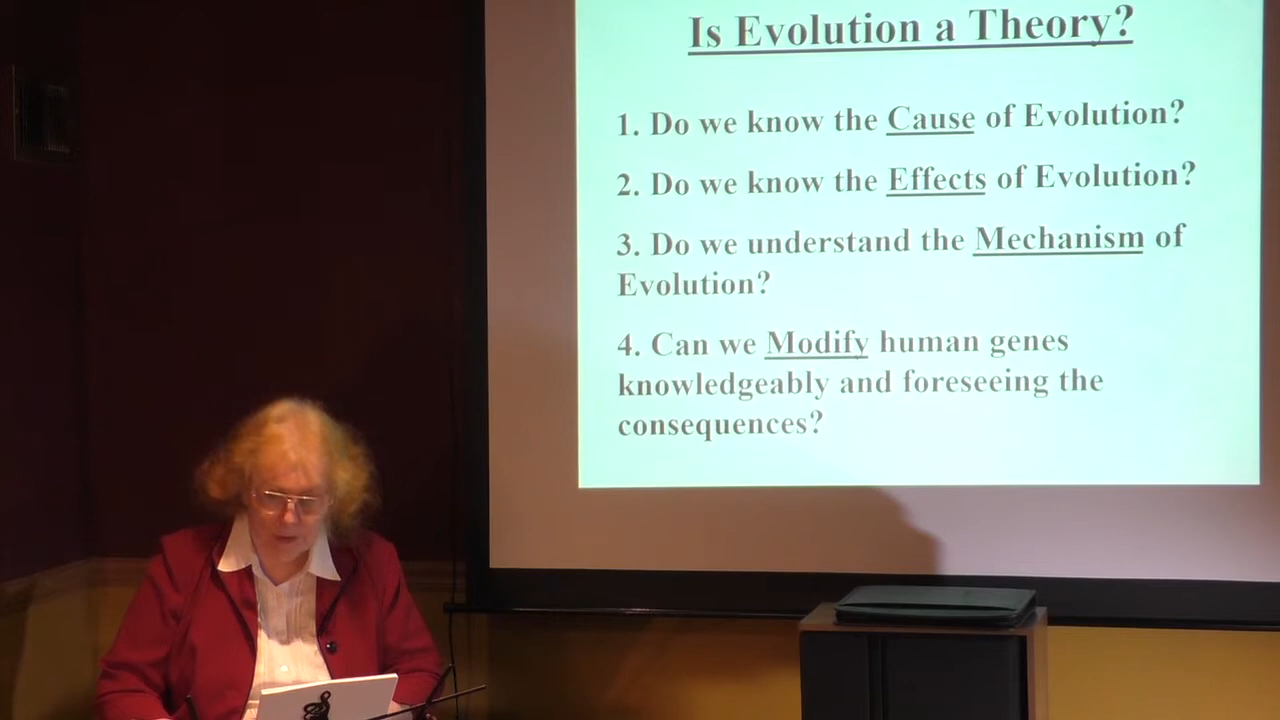 Is Evolution a Theory?
1. Do we know the Cause of Evolution?
2. Do we know the Effects of Evolution?
3. Do we understand the Mechanism of
Evolution?
4. Can we Modify human genes
knowledgeably and foreseeing the
consequences?